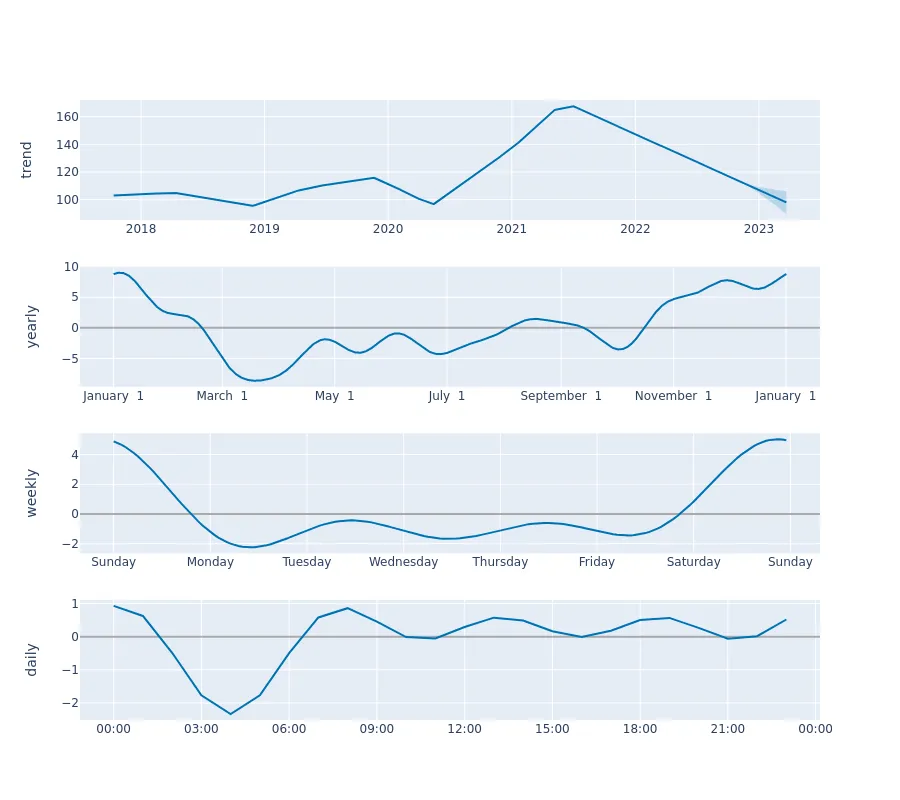 trend
160
140
120
100
2018 2019 2020 2021 2022 2023
yearly
10
5
0
−5
January 1 March 1 May 1 July 1 September 1 November 1 January 1
weekly
4
2
0
−2
Sunday Monday Tuesday Wednesday Thursday Friday Saturday Sunday
daily
1
0
−1
−2
00:00 03:00 06:00 09:00 12:00 15:00 18:00 21:00 00:00